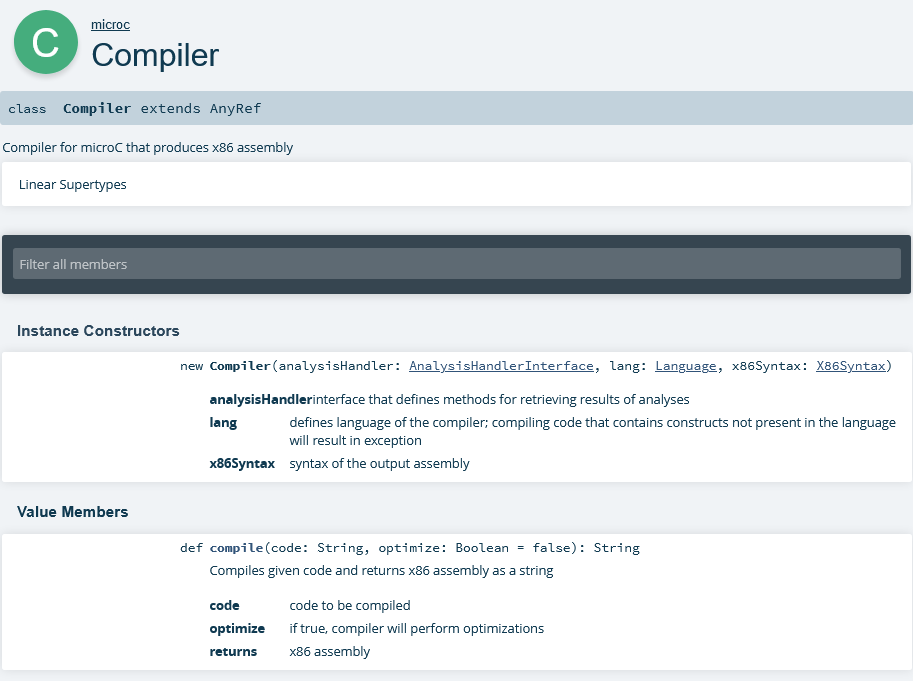 C
microc
Compiler
class Compiler extends AnyRef
Compiler for microC that produces x86 assembly
Linear Supertypes
Filter all members
Instance Constructors
new Compiler(analysisHandler: AnalysisHandlerInterface, lang: Language, x86Syntax: X86Syntax)
analysisHandlerinterface that defines methods for retrieving results of analyses
lang defines language of the compiler; compiling code that contains constructs not present in the language
will result in exception
x86Syntax syntax of the output assembly
Value Members
def compile(code: String, optimize: Boolean = false): String
Compiles given code and returns x86 assembly as a string
code code to be compiled
optimize if true, compiler will perform optimizations
returns x86 assembly